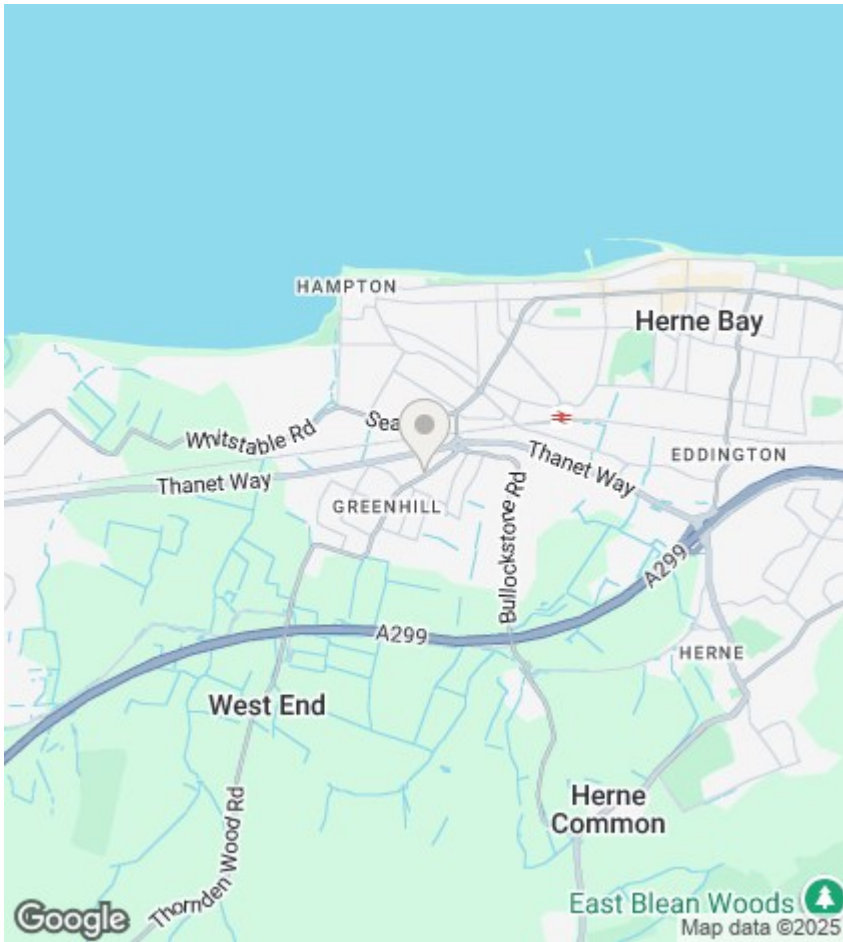 HAMPTON
Herne Bay
Sea
Whitstable Rd
EDDINGTON
Thanet Way
Thanet Way
GREENHILL
Bullockstone Rd
A299
A299
HERNE
West End
Herne
Common
Thornden Wood Rd
East Blean Woods
Google
Map data ©2025